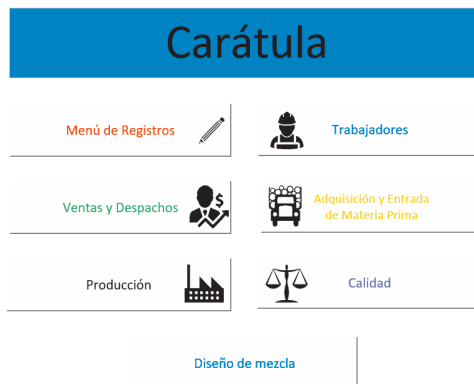 Carátula
Menú de Registros
Trabajadores
Ventas y Despachos
Adquisición y Entrada
de Materia Prima
Producción
Calidad
Diseño de mezcla